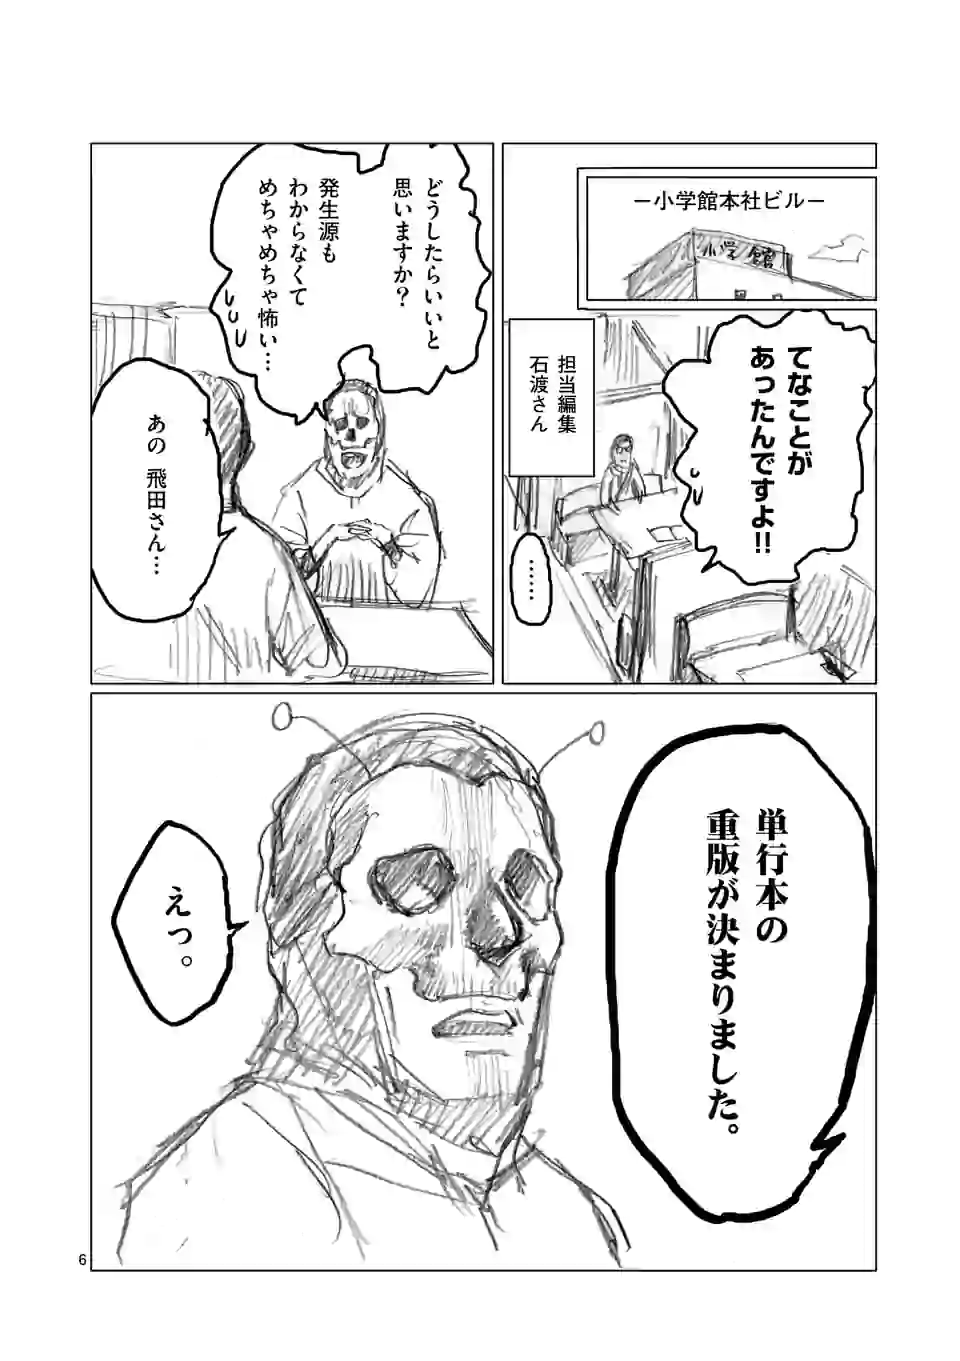 －小学館本社ビル－
小学館
てなことが
あったんですよ!!
担当編集
石渡さん
……
どうしたらいいと
思いますか？
発生源も
わからなくて
めちゃめちゃ怖い…
あの 飛田さん…
単行本の
重版が決まりました。
えっ。
6